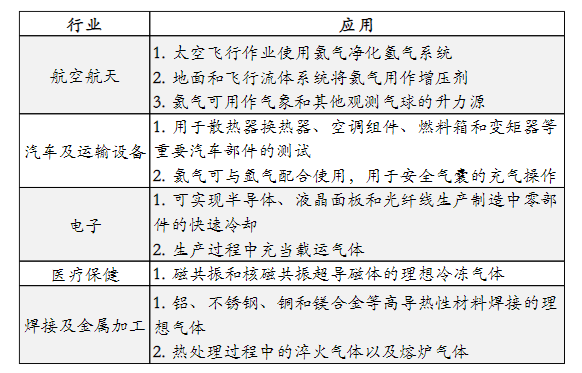 行业 应用
航空航天
1. 太空飞行作业使用氦气净化氢气系统
2. 地面和飞行流体系统将氦气用作增压剂
3. 氦气可用作气象和其他观测气球的升力源
汽车及运输设备
1. 用于散热器换热器、空调组件、燃料箱和变矩器等
重要汽车部件的测试
2. 氦气可与氩气配合使用，用于安全气囊的充气操作
电子
1. 可实现半导体、液晶面板和光纤线生产制造中零部
件的快速冷却
2. 生产过程中充当载运气体
医疗保健
1. 磁共振和核磁共振超导磁体的理想冷冻气体
焊接及金属加工
1. 铝、不锈钢、铜和镁合金等高导热性材料焊接的理
想气体
2. 热处理过程中的淬火气体以及熔炉气体